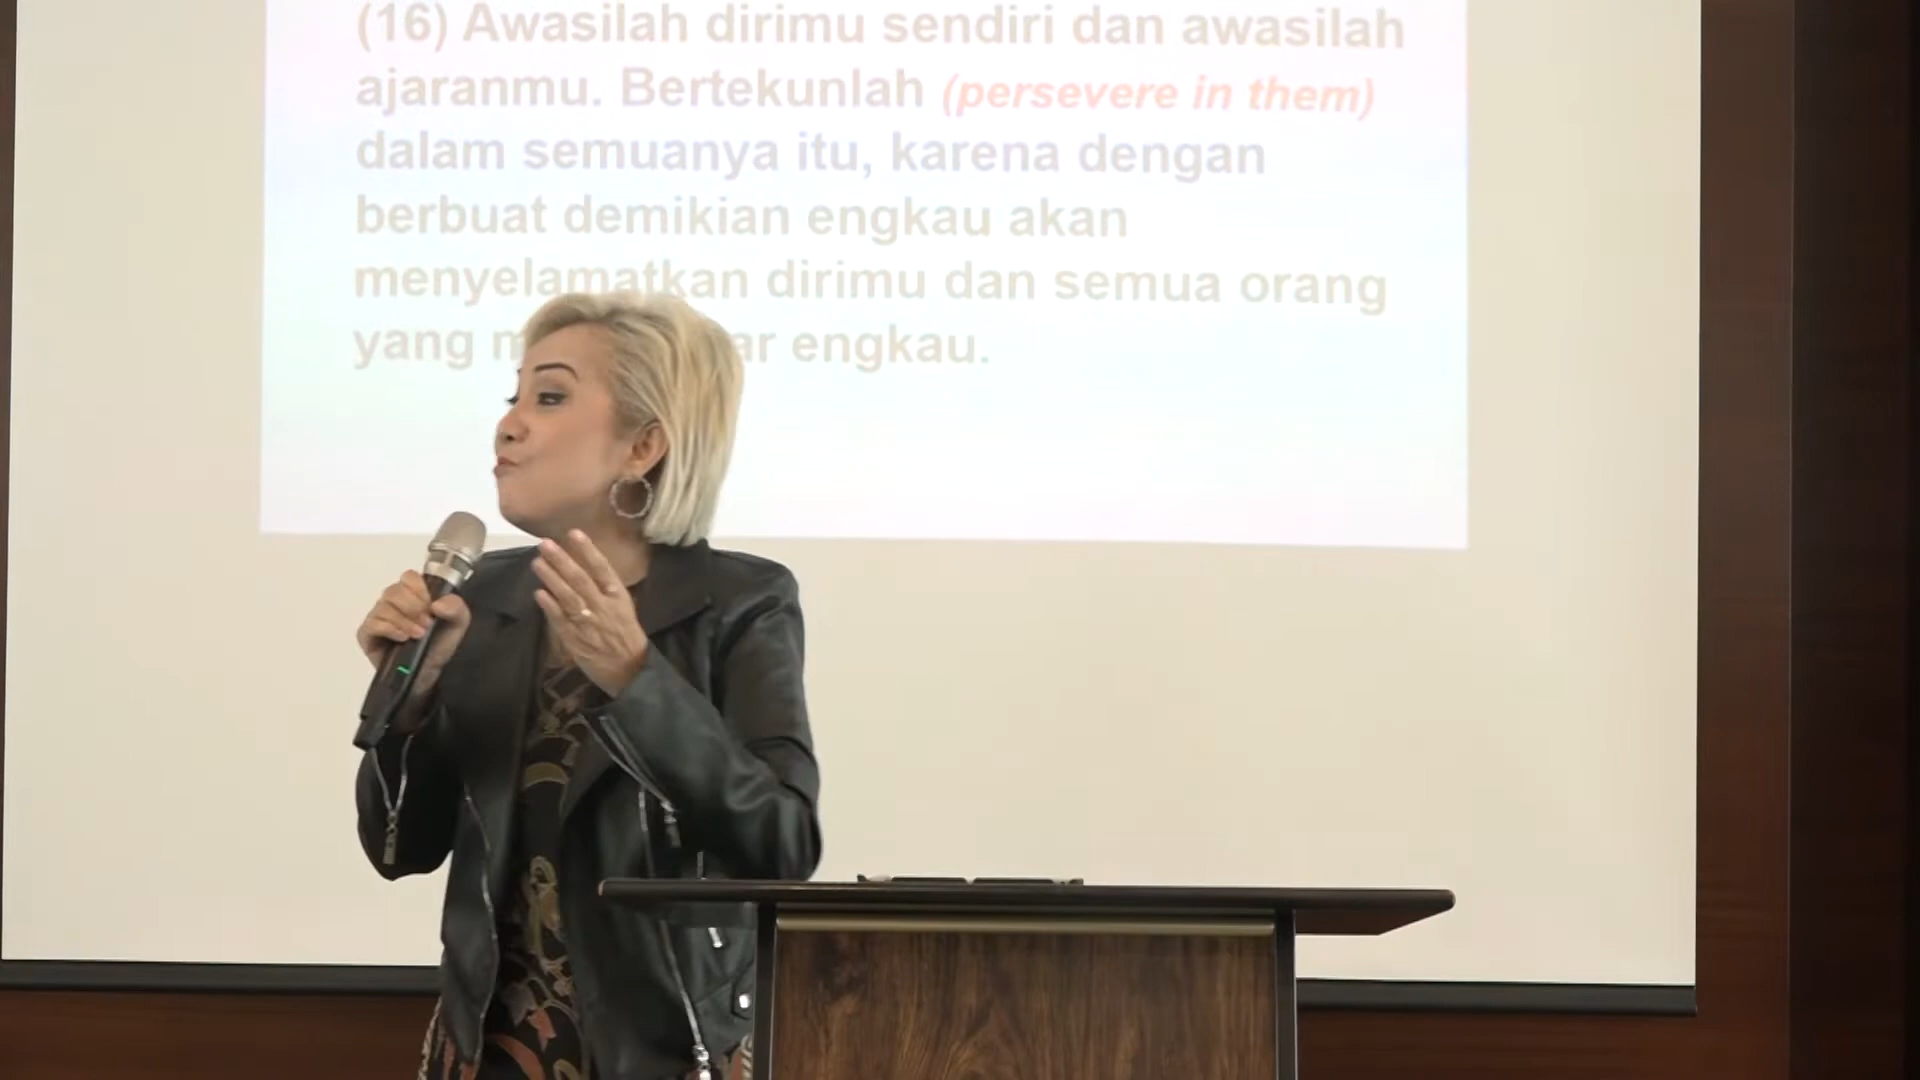 (16) Awasilah dirimu sendiri dan awasilah
ajaranmu. Bertekunlah (persevere in them)
dalam semuanya itu, karena dengan
berbuat demikian engkau akan
menyelamatkan dirimu dan semua orang
yang engkau.